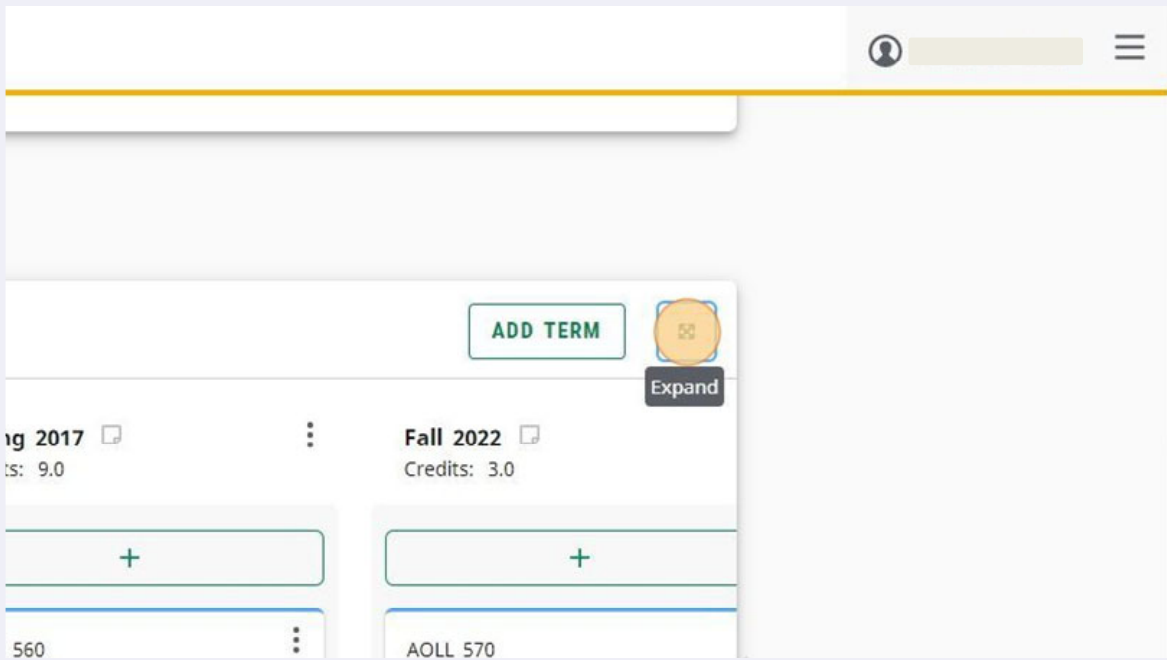 ADD TERM
Expand
ng 2017
Fall 2022
ts: 9.0
Credits: 3.0
+
+
560
AOLL 570